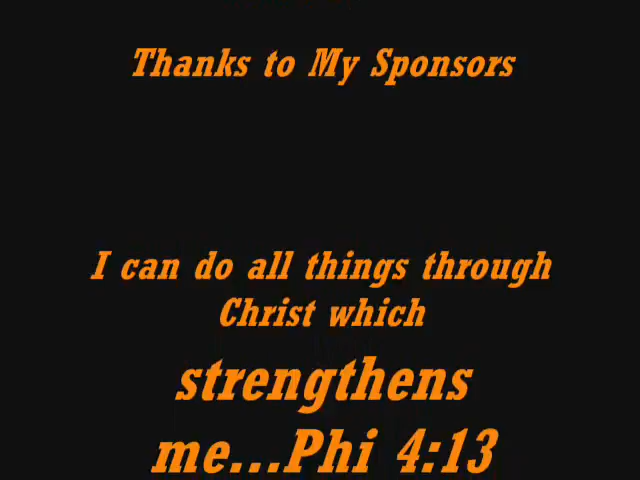 Thanks to My Sponsors
I can do all things through
Christ which
strengthens
me...Phi 4:13